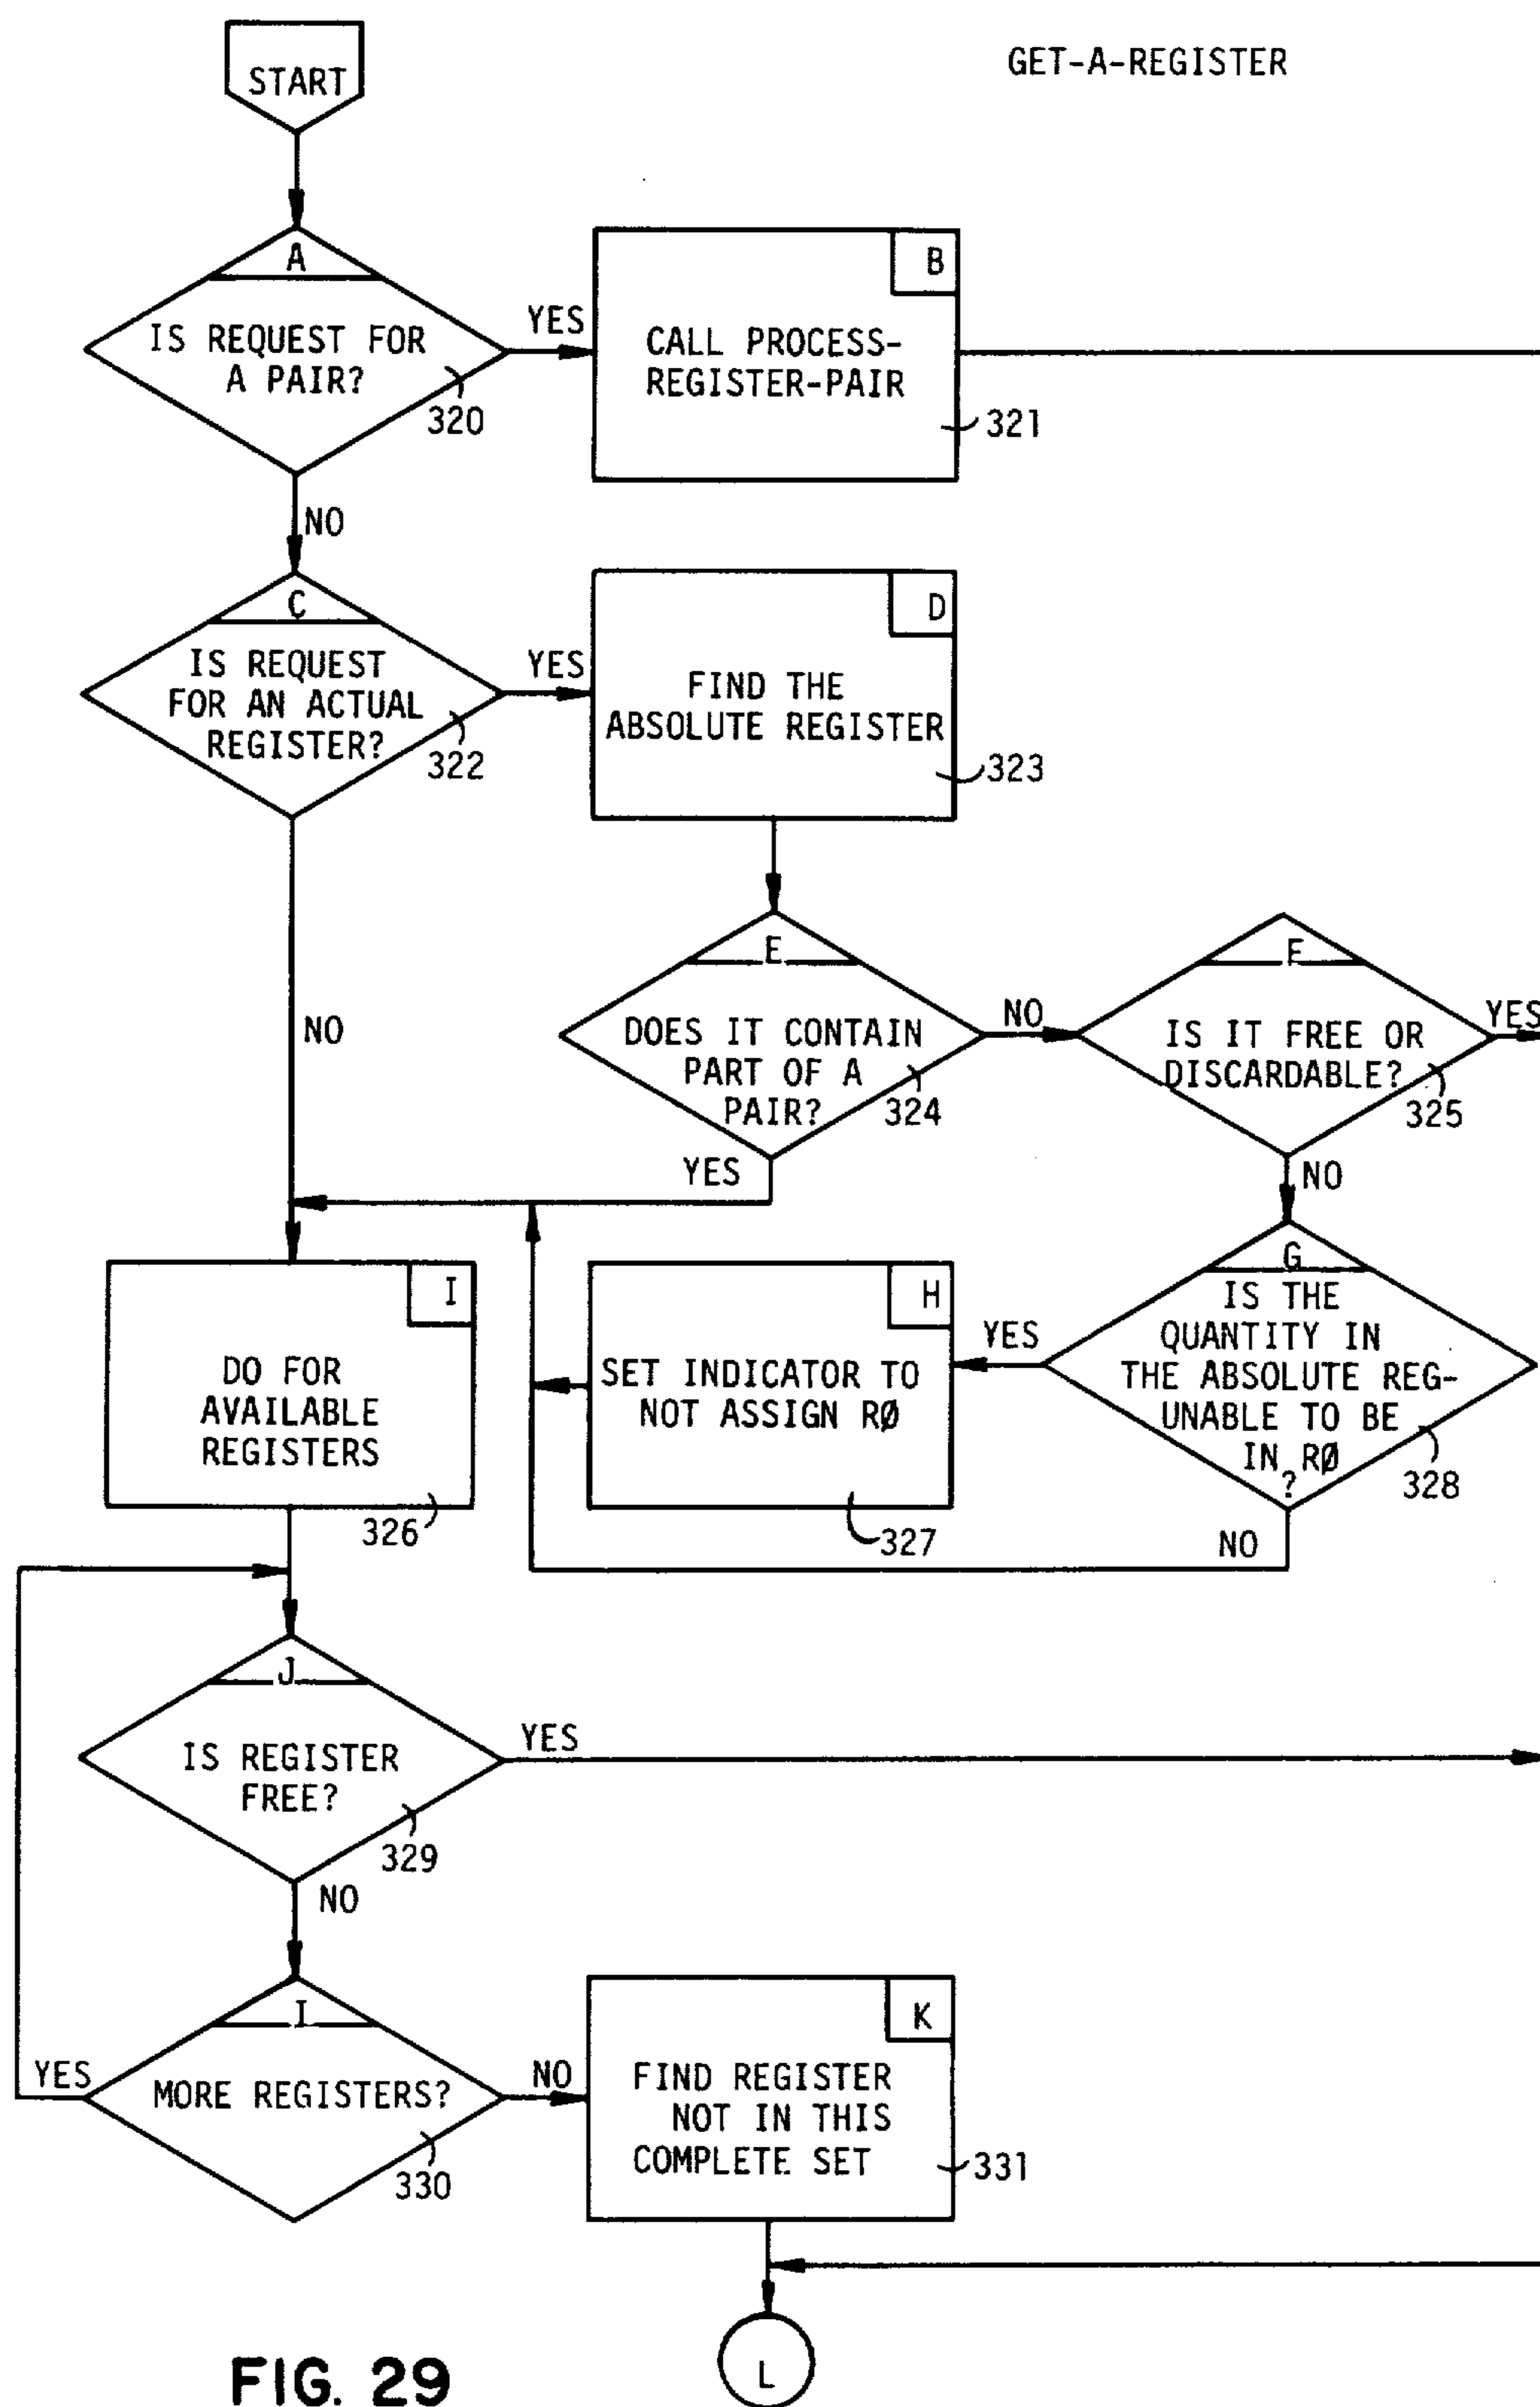 GET-A-REGISTER
START
A
IS REQUEST FOR
A PAIR?
320
YES
B
CALL PROCESS-
REGISTER-PAIR
321
NO
C
IS REQUEST
FOR AN ACTUAL
REGISTER?
322
YES
D
FIND THE
ABSOLUTE REGISTER
323
NO
E
DOES IT CONTAIN
PART OF A
PAIR?
324
NO
F
IS IT FREE OR
DISCARDABLE?
325
YES
YES
NO
I
DO FOR
AVAILABLE
REGISTERS
326
H
SET INDICATOR TO
NOT ASSIGN RØ
327
YES
G
IS THE
QUANTITY IN
THE ABSOLUTE REG-
UNABLE TO BE
IN RØ
?
328
NO
J
IS REGISTER
FREE?
329
YES
NO
I
MORE REGISTERS?
330
YES
NO
K
FIND REGISTER
NOT IN THIS
COMPLETE SET
331
L
FIG. 29